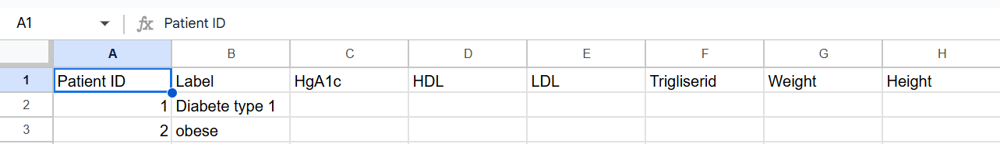 A1 fx Patient ID
A B C D E F G H
1 Patient ID Label HgA1c HDL LDL Trigliserid Weight Height
2 1 Diabete type 1
3 2 obese